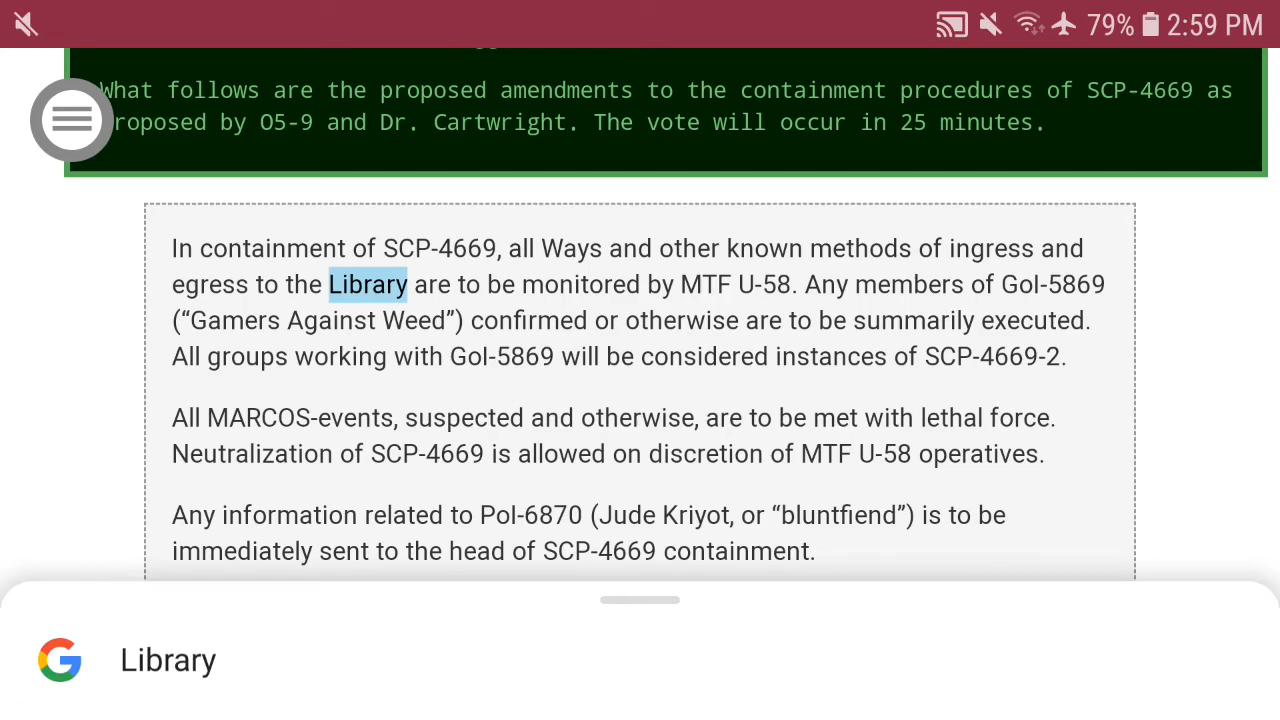 79% 2:59 PM
What follows are the proposed amendments to the containment procedures of SCP-4669 as
roposed by O5-9 and Dr. Cartwright. The vote will occur in 25 minutes.
In containment of SCP-4669, all Ways and other known methods of ingress and
egress to the Library are to be monitored by MTF U-58. Any members of GoI-5869
(“Gamers Against Weed”) confirmed or otherwise are to be summarily executed.
All groups working with GoI-5869 will be considered instances of SCP-4669-2.
All MARCOS-events, suspected and otherwise, are to be met with lethal force.
Neutralization of SCP-4669 is allowed on discretion of MTF U-58 operatives.
Any information related to PoI-6870 (Jude Kriyot, or “bluntfiend”) is to be
immediately sent to the head of SCP-4669 containment.
Library